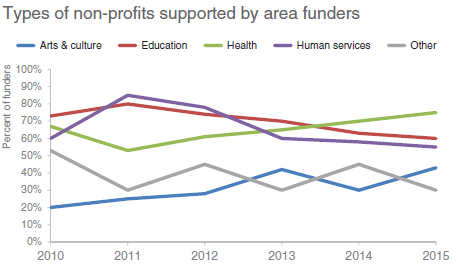 Types of non-profits supported by area funders
Arts & culture Education Health Human services Other
Percent of funders
100%
90%
80%
70%
60%
50%
40%
30%
20%
10%
0%
2010 2011 2012 2013 2014 2015